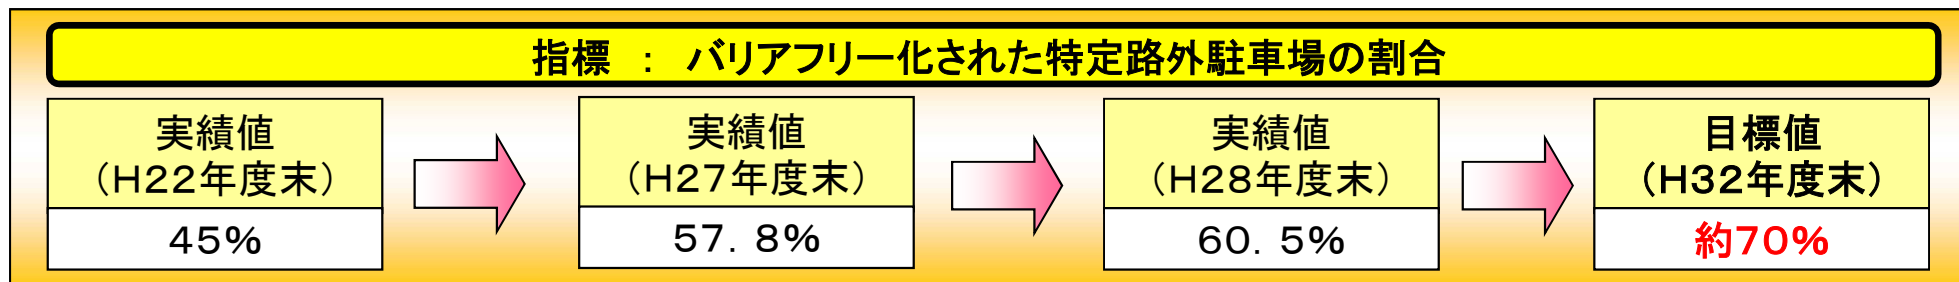 指標　：　バリアフリー化された特定路外駐車場の割合
実績値
（H22年度末）
45％
実績値
（H27年度末）
57．8％
実績値
（H28年度末）
60．5％
目標値
（H32年度末）
約70％